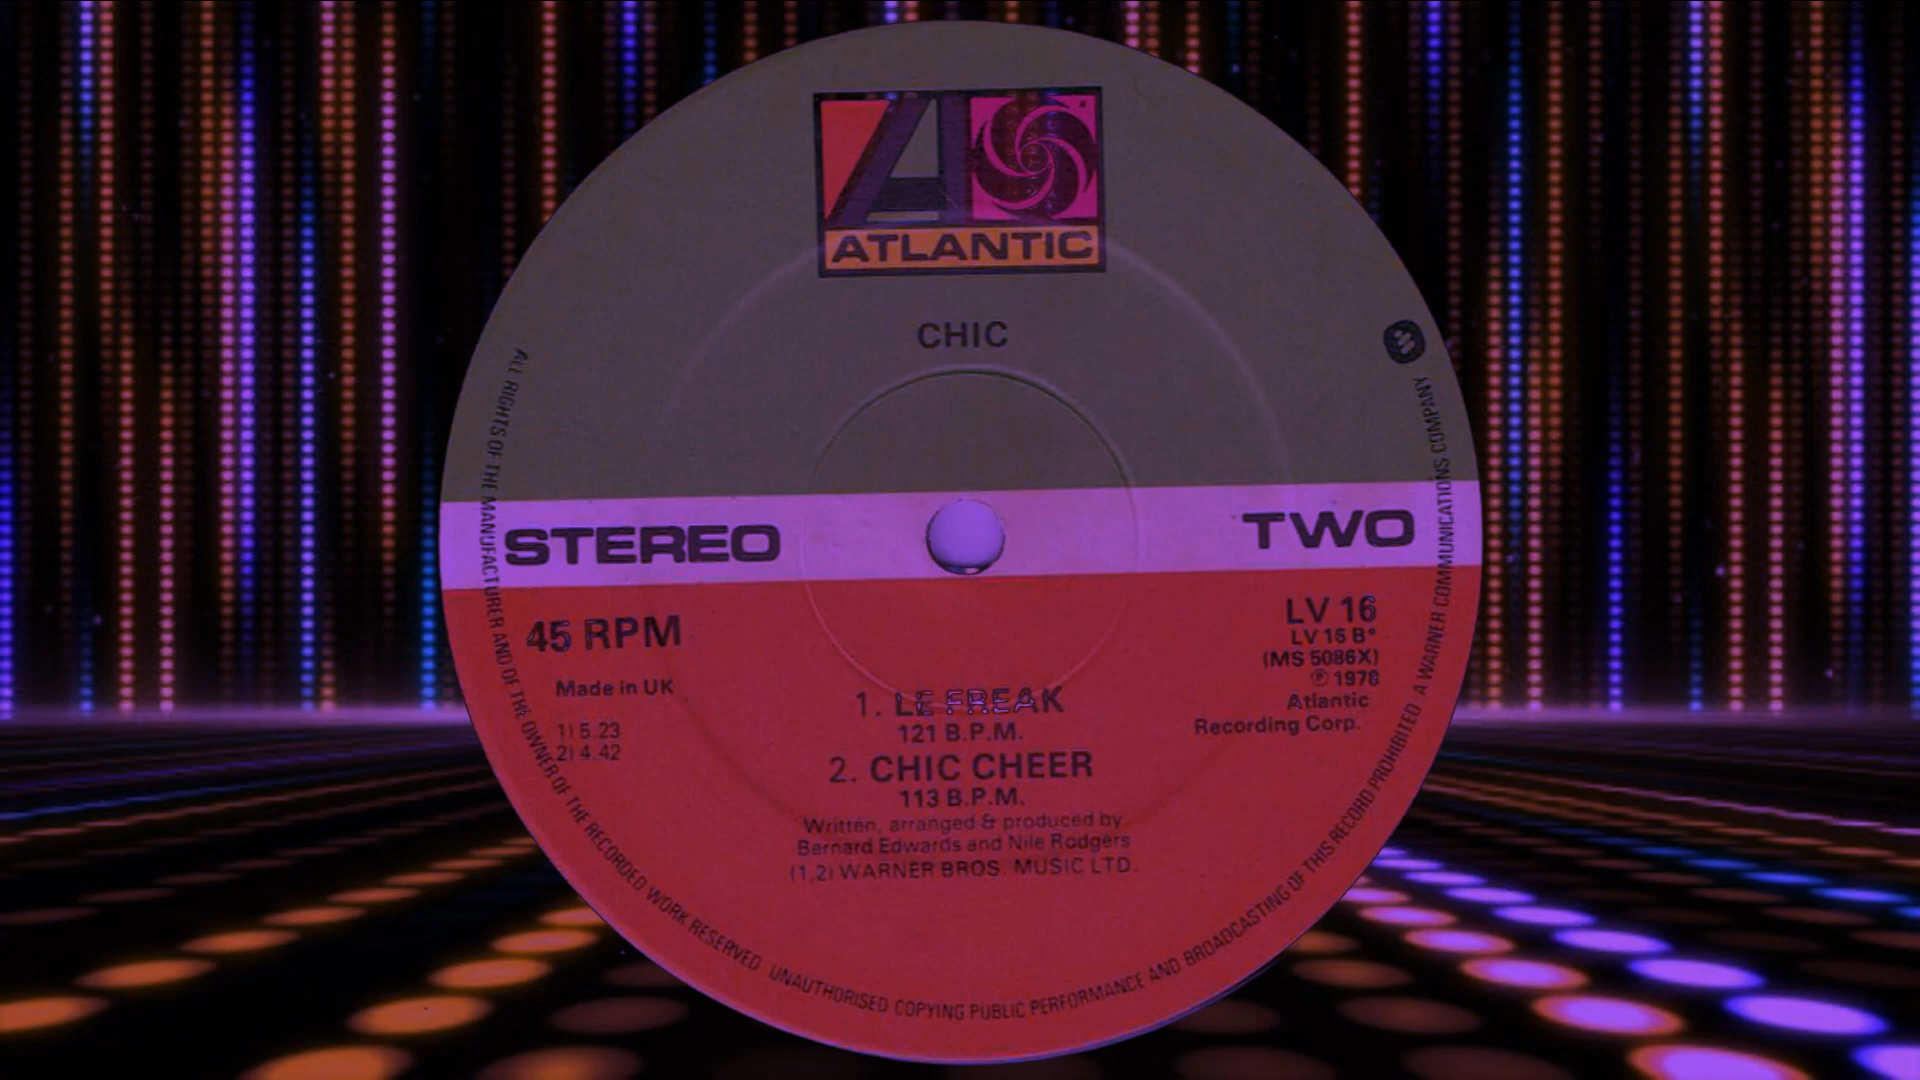 ATLANTIC
CHIC
STEREO
TWO
45 RPM
LV 16
LV 16 B*
(MS 5086X)
℗ 1978
Atlantic
Recording Corp.
Made in UK
1) 5.23
2) 4.42
1. LE FREAK
121 B.P.M.
2. CHIC CHEER
113 B.P.M.
Written, arranged & produced by
Bernard Edwards and Nile Rodgers
(1,2) WARNER BROS. MUSIC LTD.
ALL RIGHTS OF THE MANUFACTURER AND OF THE OWNER OF THE RECORDED WORK RESERVED UNAUTHORISED COPYING PUBLIC PERFORMANCE AND BROADCASTING OF THIS RECORD PROHIBITED A WARNER COMMUNICATIONS COMPANY